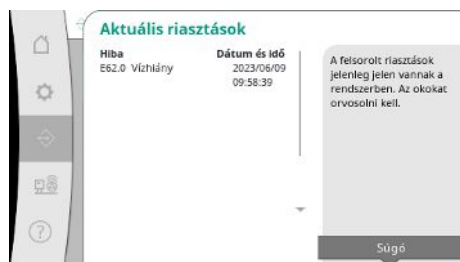 Aktuális riasztások
Hiba Dátum és idő
E62.0 Vízhiány 2023/06/09
09:58:39
A felsorolt riasztások
jelenleg jelen vannak a
rendszerben. Az okokat
orvosolni kell.
Súgó